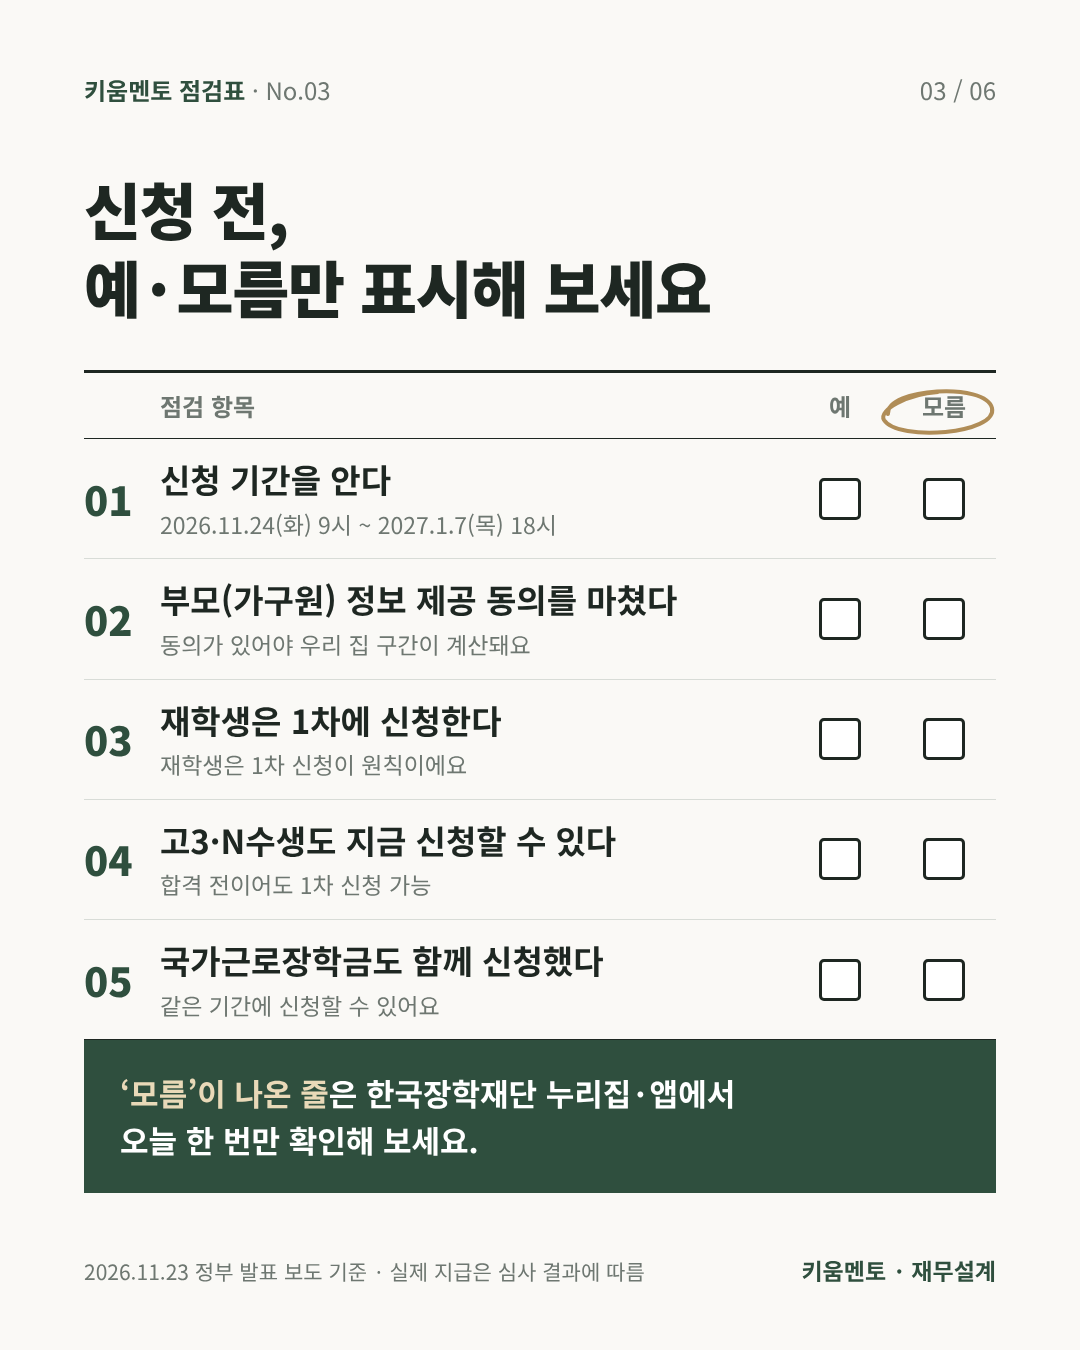 키움멘토 점검표 · No.03
03 / 06
신청 전,
예·모름만 표시해 보세요
점검 항목 예 모름
01 신청 기간을 안다
2026.11.24(화) 9시 ~ 2027.1.7(목) 18시
02 부모(가구원) 정보 제공 동의를 마쳤다
동의가 있어야 우리 집 구간이 계산돼요
03 재학생은 1차에 신청한다
재학생은 1차 신청이 원칙이에요
04 고3·N수생도 지금 신청할 수 있다
합격 전이어도 1차 신청 가능
05 국가근로장학금도 함께 신청했다
같은 기간에 신청할 수 있어요
‘모름’이 나온 줄은 한국장학재단 누리집·앱에서
오늘 한 번만 확인해 보세요.
2026.11.23 정부 발표 보도 기준 · 실제 지급은 심사 결과에 따름
키움멘토 · 재무설계